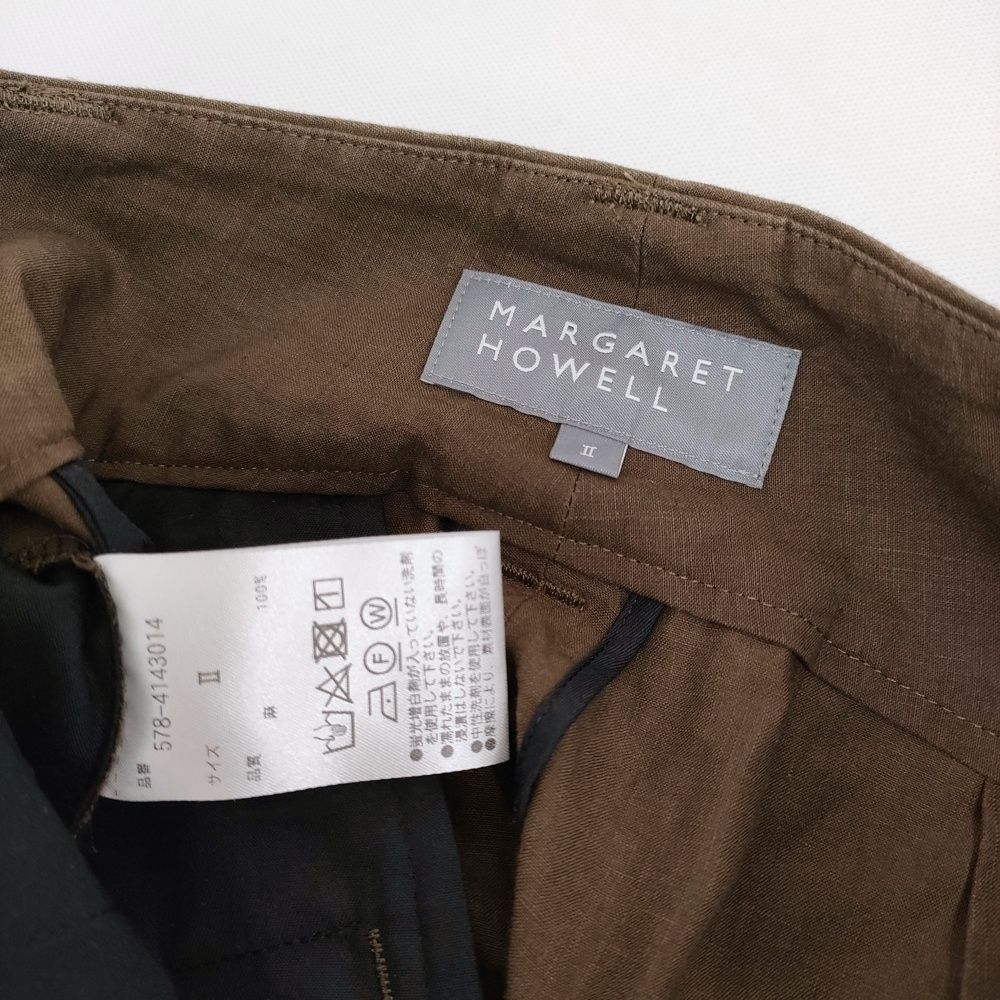 MARGARET
HOWELL
II
品番 578-4143014
サイズ II
品質 麻 100%
W
F
●蛍光増白剤が入っていない洗剤
を使用して下さい。
●濡れたままの放置や、長時間の
浸漬はしないで下さい。
●中性洗剤を使用して下さい。
●摩擦により、素材表面が白っぽ